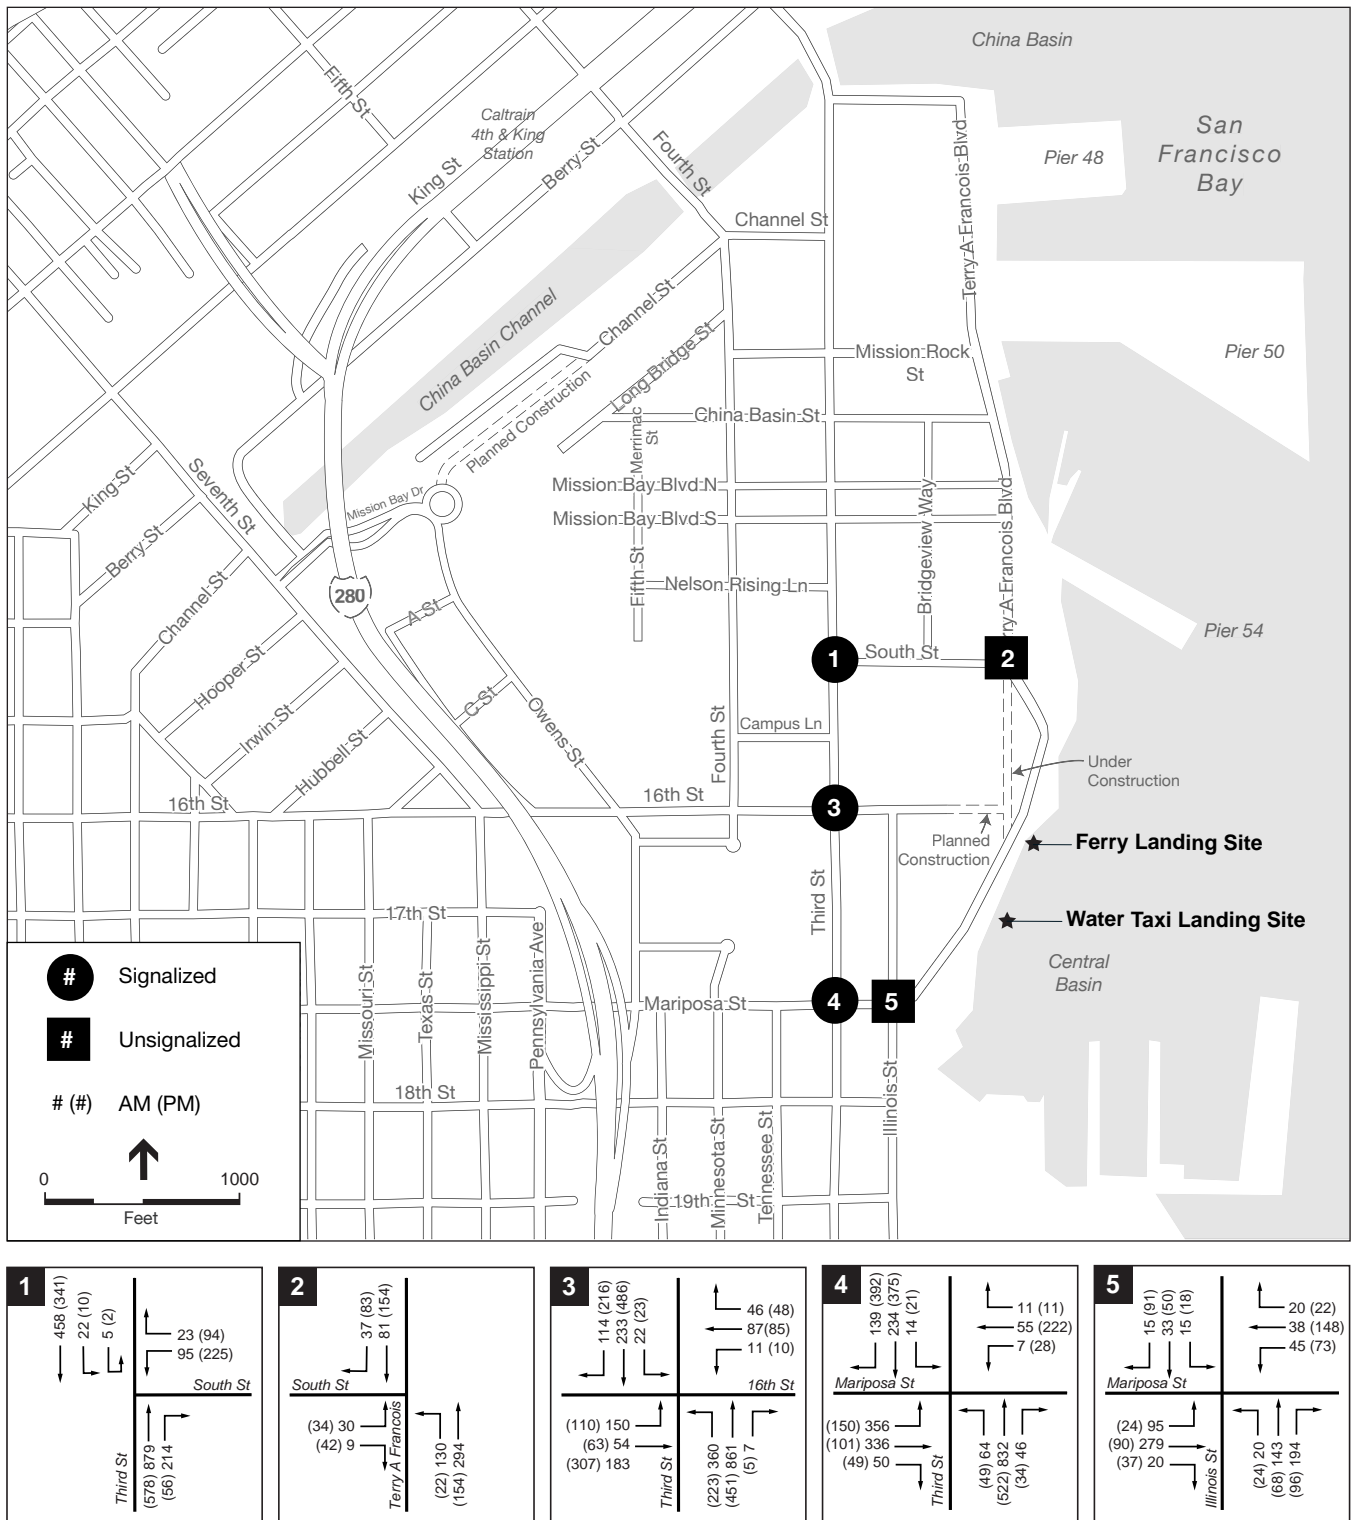 China Basin
San
Francisco
Bay
Pier 48
Pier 50
Pier 54
Fifth St
Caltrain
4th & King
Station
King St
Berry St
Fourth St
Channel St
Terry A Francois Blvd
China Basin Channel
Channel St
Long Bridge St
Planned Construction
Mission Rock
St
China Basin St
Merrimac
St
Mission Bay Dr
Mission Bay Blvd N
Mission Bay Blvd S
Bridgeview Way
Terry A Francois Blvd
King St
Seventh St
Berry St
Channel St
280
Fifth St
Nelson Rising Ln
A St
Hooper St
1
South St
2
C St
Owens St
Irwin St
Hubbell St
Fourth St
Campus Ln
Under
Construction
16th St
16th St
3
Planned
Construction
Ferry Landing Site
Third St
Water Taxi Landing Site
17th St
Central
Basin
Missouri St
Texas St
Mississippi St
Pennsylvania Ave
Mariposa St
4
5
18th St
Illinois St
Indiana St
Minnesota St
Tennessee St
19th St
# Signalized
# Unsignalized
# (#) AM (PM)
0 1000
Feet
1
458 (341)
22 (10)
5 (2)
23 (94)
95 (225)
South St
Third St
(578) 879
(56) 214
2
37 (83)
81 (154)
South St
(34) 30
(42) 9
Terry A Francois
(22) 130
(154) 294
3
114 (216)
233 (486)
22 (23)
46 (48)
87(85)
11 (10)
16th St
(110) 150
(63) 54
(307) 183
Third St
(223) 360
(451) 861
(5) 7
4
139 (392)
234 (375)
14 (21)
11 (11)
55 (222)
7 (28)
Mariposa St
(150) 356
(101) 336
(49) 50
Third St
(49) 64
(522) 832
(34) 46
5
15 (91)
33 (50)
15 (18)
20 (22)
38 (148)
45 (73)
Mariposa St
(24) 95
(90) 279
(37) 20
Illinois St
(24) 20
(68) 143
(96) 194